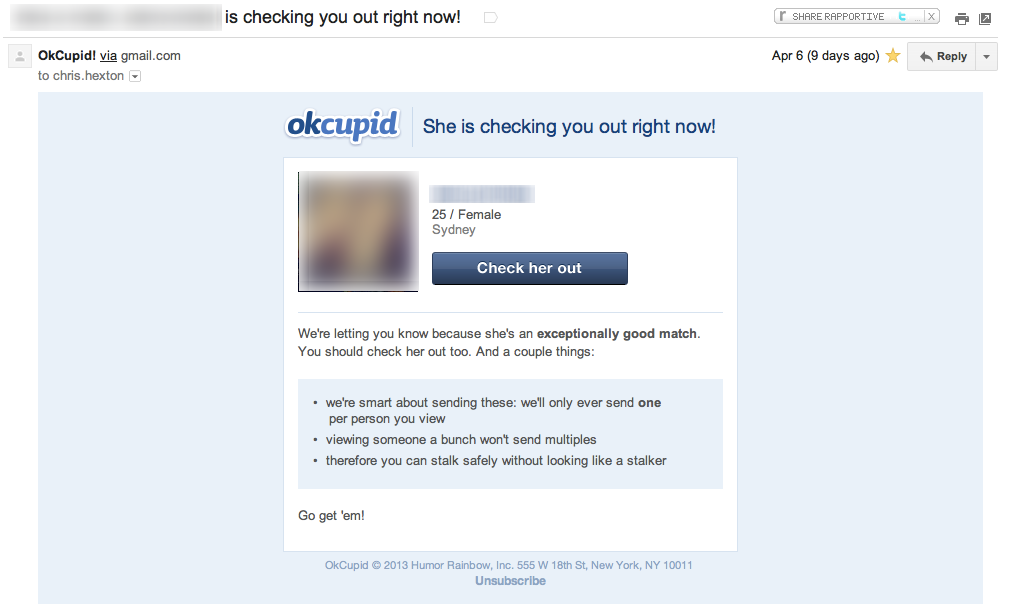 is checking you out right now!
SHARE RAPPORTIVE
X
OkCupid! via gmail.com
Apr 6 (9 days ago)
Reply
to chris.hexton
okcupid
She is checking you out right now!
25 / Female
Sydney
Check her out
We're letting you know because she's an exceptionally good match.
You should check her out too. And a couple things:
• we're smart about sending these: we'll only ever send one
per person you view
• viewing someone a bunch won't send multiples
• therefore you can stalk safely without looking like a stalker
Go get 'em!
OkCupid © 2013 Humor Rainbow, Inc. 555 W 18th St, New York, NY 10011
Unsubscribe